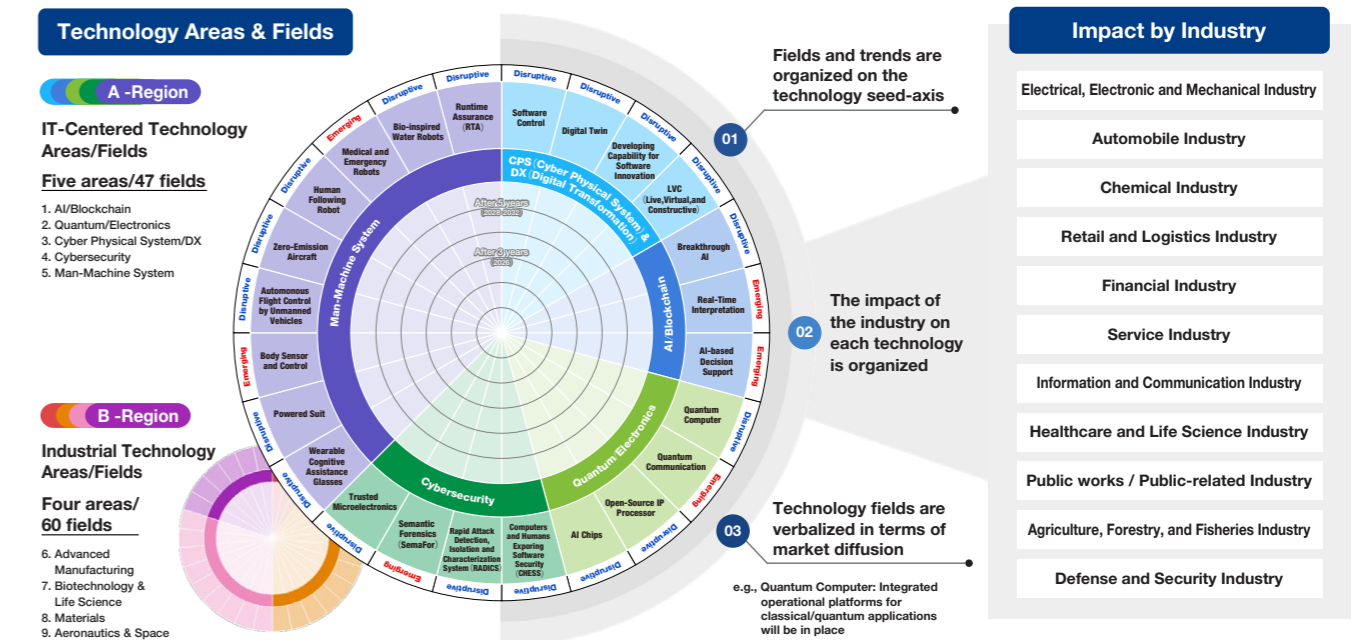 Technology Areas & Fields
A -Region
IT-Centered Technology
Areas/Fields
Five areas/47 fields
1. AI/Blockchain
2. Quantum/Electronics
3. Cyber Physical System/DX
4. Cybersecurity
5. Man-Machine System
B -Region
Industrial Technology
Areas/Fields
Four areas/
60 fields
6. Advanced
Manufacturing
7. Biotechnology &
Life Science
8. Materials
9. Aeronautics & Space
Disruptive
Software
Control
Disruptive
Digital Twin
Disruptive
Developing
Capability for
Software
Innovation
Disruptive
LVC
(Live,Virtual,and
Constructive)
CPS (Cyber Physical System) &
DX (Digital Transformation)
Disruptive
Breakthrough
AI
Emerging
Real-Time
Interpretation
Emerging
AI-based
Decision
Support
AI/Blockchain
Disruptive
Quantum
Computer
Emerging
Quantum
Communication
Disruptive
Open-Source IP
Processor
Disruptive
AI Chips
Quantum Electronics
Disruptive
Computers
and Humans
Exporing
Software
Security
(CHESS)
Disruptive
Rapid Attack
Detection,
Isolation and
Characterization
System (RADICS)
Emerging
Semantic
Forensics
(SemaFor)
Disruptive
Trusted
Microelectronics
Cybersecurity
Disruptive
Wearable
Cognitive
Assistance
Glasses
Disruptive
Powered Suit
Emerging
Body Sensor
and Control
Disruptive
Automonous
Flight Control
by Unmanned
Vehicles
Disruptive
Zero-Emission
Aircraft
Disruptive
Human
Following
Robot
Emerging
Medical and
Emergency
Robots
Disruptive
Bio-inspired
Water Robots
Disruptive
Runtime
Assurance
(RTA)
Man-Machine System
After 5 years
After 3 years
(2026)
01
Fields and trends are
organized on the
technology seed-axis
02
The impact of
the industry on
each technology
is organized
03
Technology fields are
verbalized in terms of
market diffusion
e.g., Quantum Computer: Integrated
operational platforms for
classical/quantum applications
will be in place
Impact by Industry
Electrical, Electronic and Mechanical Industry
Automobile Industry
Chemical Industry
Retail and Logistics Industry
Financial Industry
Service Industry
Information and Communication Industry
Healthcare and Life Science Industry
Public works / Public-related Industry
Agriculture, Forestry, and Fisheries Industry
Defense and Security Industry